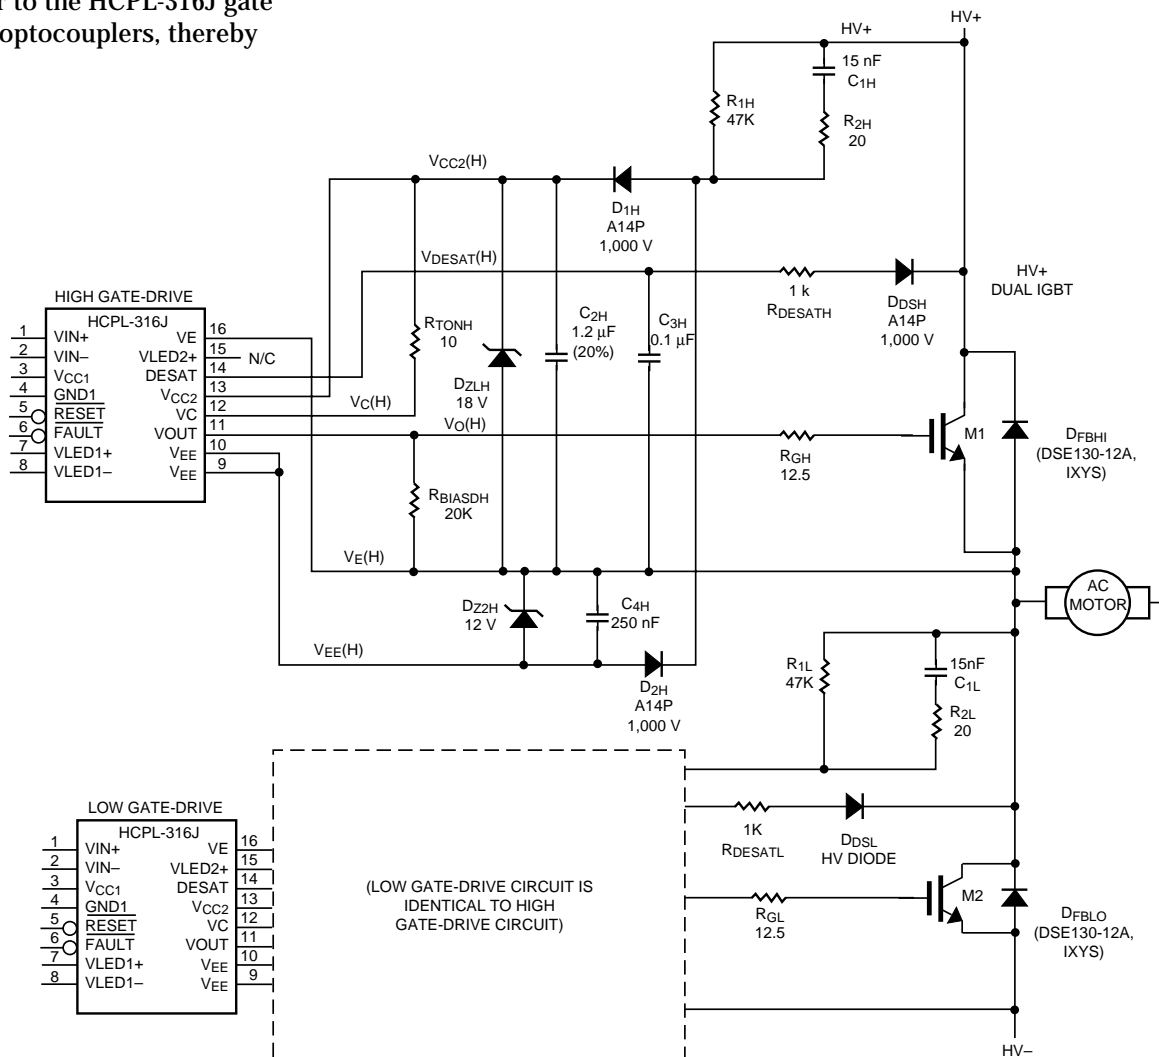 r to the HCPL-316J gate
optocouplers, thereby
HV+
HV+
15 nF
C1H
R1H
47K
R2H
20
VCC2(H)
D1H
A14P
1,000 V
VDESAT(H)
1 k
RDESATH
DDSH
A14P
1,000 V
HV+
DUAL IGBT
HIGH GATE-DRIVE
HCPL-316J
1 VIN+ VE 16
2 VIN– VLED2+ 15 N/C
3 VCC1 DESAT 14
4 GND1 VCC2 13
5 RESET VC 12
6 FAULT VOUT 11
7 VLED1+ VEE 10
8 VLED1– VEE 9
RTONH
10
C2H
1.2 µF
(20%)
C3H
0.1 µF
DZLH
18 V
VC(H)
VO(H)
RGH
12.5
M1
DFBHI
(DSE130-12A,
IXYS)
RBIASDH
20K
VE(H)
DZ2H
12 V
C4H
250 nF
VEE(H)
D2H
A14P
1,000 V
AC
MOTOR
R1L
47K
15nF
C1L
R2L
20
LOW GATE-DRIVE
HCPL-316J
1 VIN+ VE 16
2 VIN– VLED2+ 15
3 VCC1 DESAT 14
4 GND1 VCC2 13
5 RESET VC 12
6 FAULT VOUT 11
7 VLED1+ VEE 10
8 VLED1– VEE 9
(LOW GATE-DRIVE CIRCUIT IS
IDENTICAL TO HIGH
GATE-DRIVE CIRCUIT)
1K
RDESATL
DDSL
HV DIODE
RGL
12.5
M2
DFBLO
(DSE130-12A,
IXYS)
HV–